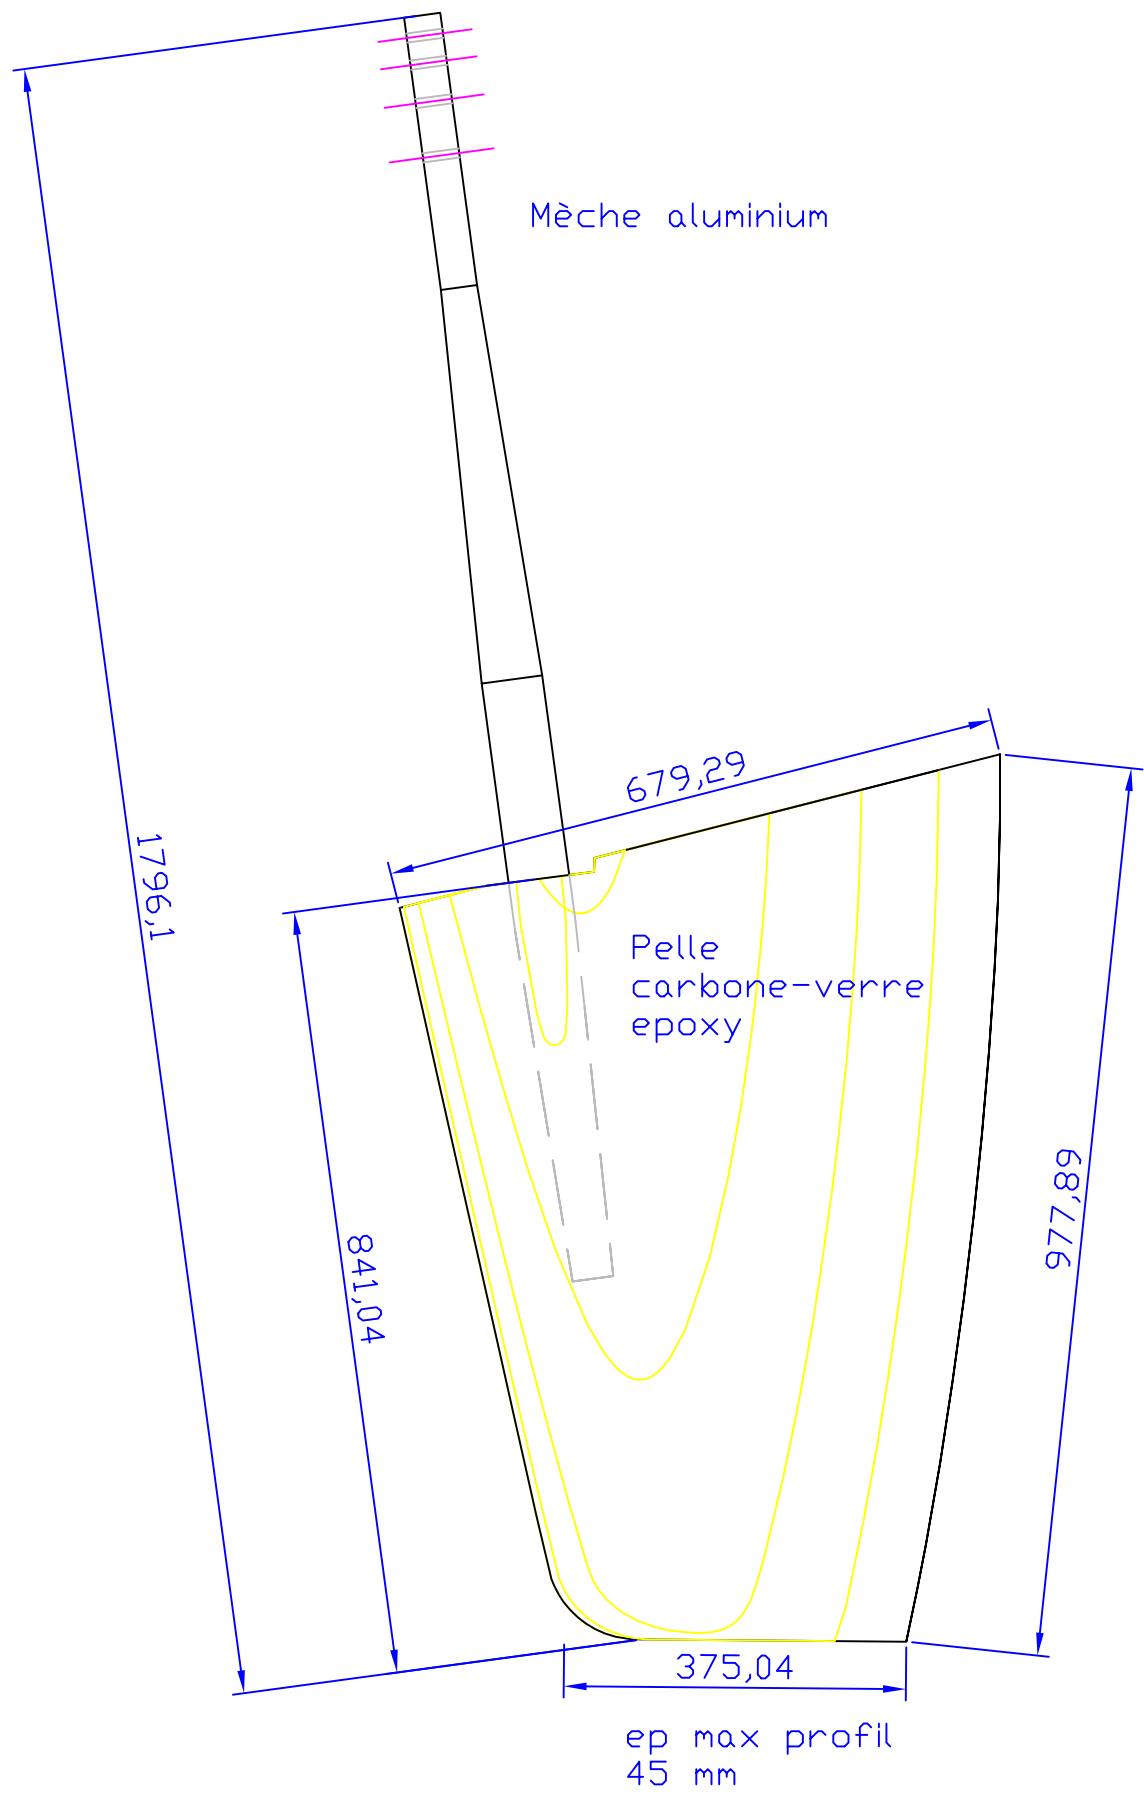 Mèche aluminium
679,29
1796,1
Pelle
carbone-verre
epoxy
977,89
841,04
375,04
ep max profil
45 mm